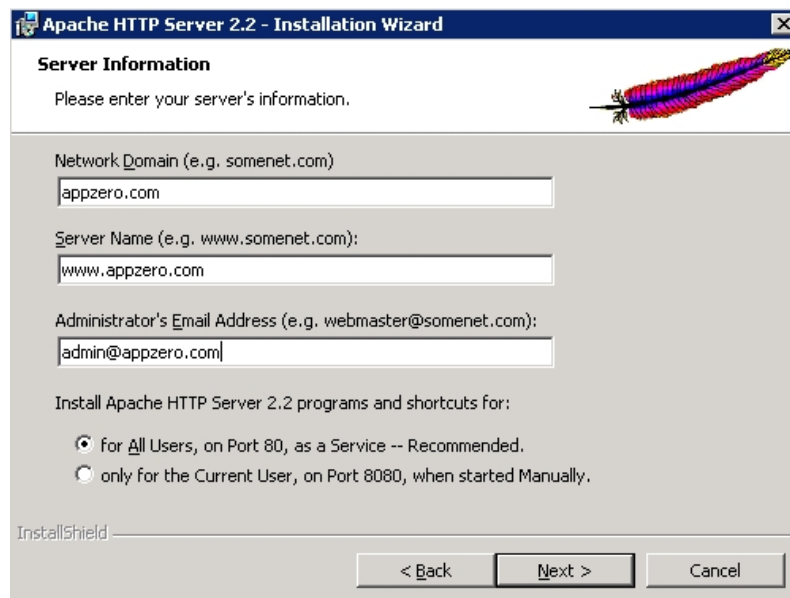 Apache HTTP Server 2.2 - Installation Wizard
Server Information
Please enter your server's information.
Network Domain (e.g. somenet.com)
appzero.com
Server Name (e.g. www.somenet.com):
www.appzero.com
Administrator's Email Address (e.g. webmaster@somenet.com):
admin@appzero.com
Install Apache HTTP Server 2.2 programs and shortcuts for:
for All Users, on Port 80, as a Service -- Recommended.
only for the Current User, on Port 8080, when started Manually.
InstallShield
< Back Next > Cancel